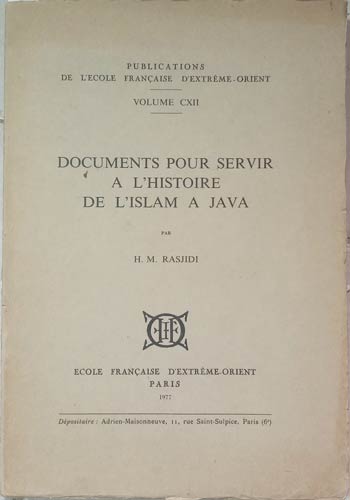 PUBLICATIONS
DE L'ECOLE FRANÇAISE D'EXTRÊME-ORIENT
VOLUME CXII
DOCUMENTS POUR SERVIR
A L'HISTOIRE
DE L'ISLAM A JAVA
PAR
H. M. RASJIDI
ECOLE FRANÇAISE D'EXTRÊME-ORIENT
PARIS
1977
Dépositaire : Adrien-Maisonneuve, 11, rue Saint-Sulpice, Paris (6e)